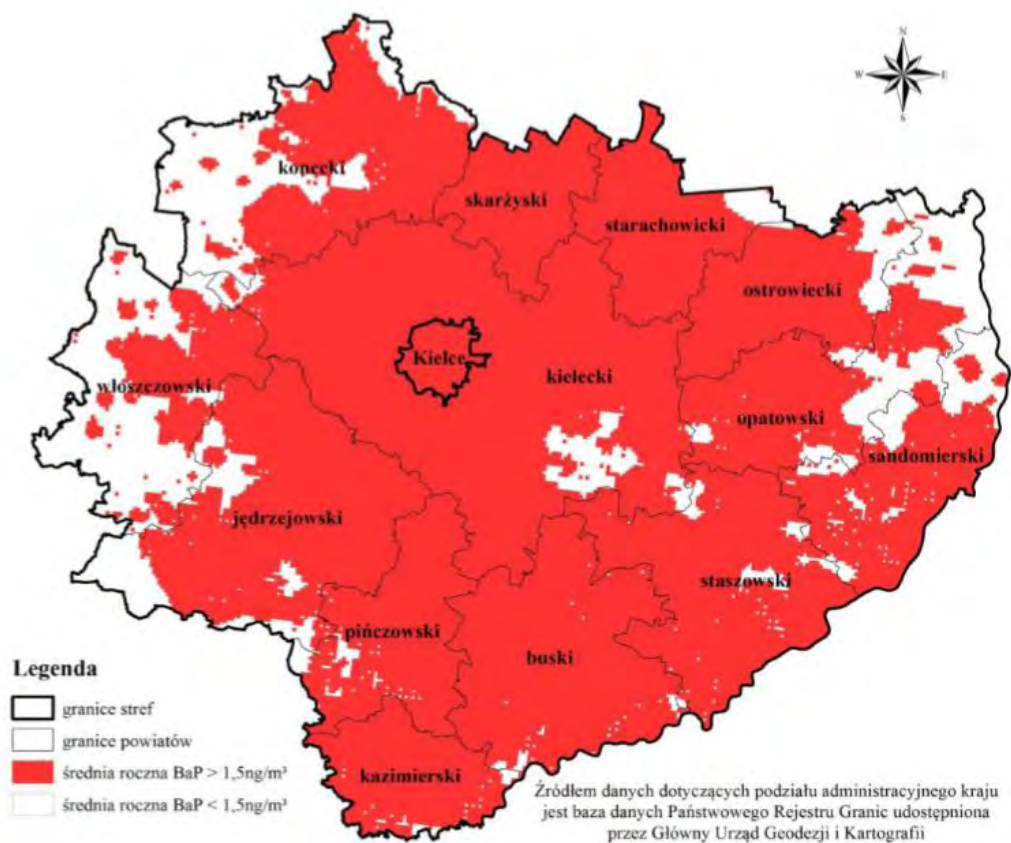 N
W E
S
konecki
skarżyski
starachowicki
ostrowiecki
Kielce
kielecki
włoszczowski
opatowski
sandomierski
jędrzejowski
staszowski
pińczowski
buski
kazimierski
Legenda
granice stref
granice powiatów
średnia roczna BaP > 1,5ng/m³
średnia roczna BaP < 1,5ng/m³
Źródłem danych dotyczących podziału administracyjnego kraju
jest baza danych Państwowego Rejestru Granic udostępniona
przez Główny Urząd Geodezji i Kartografii